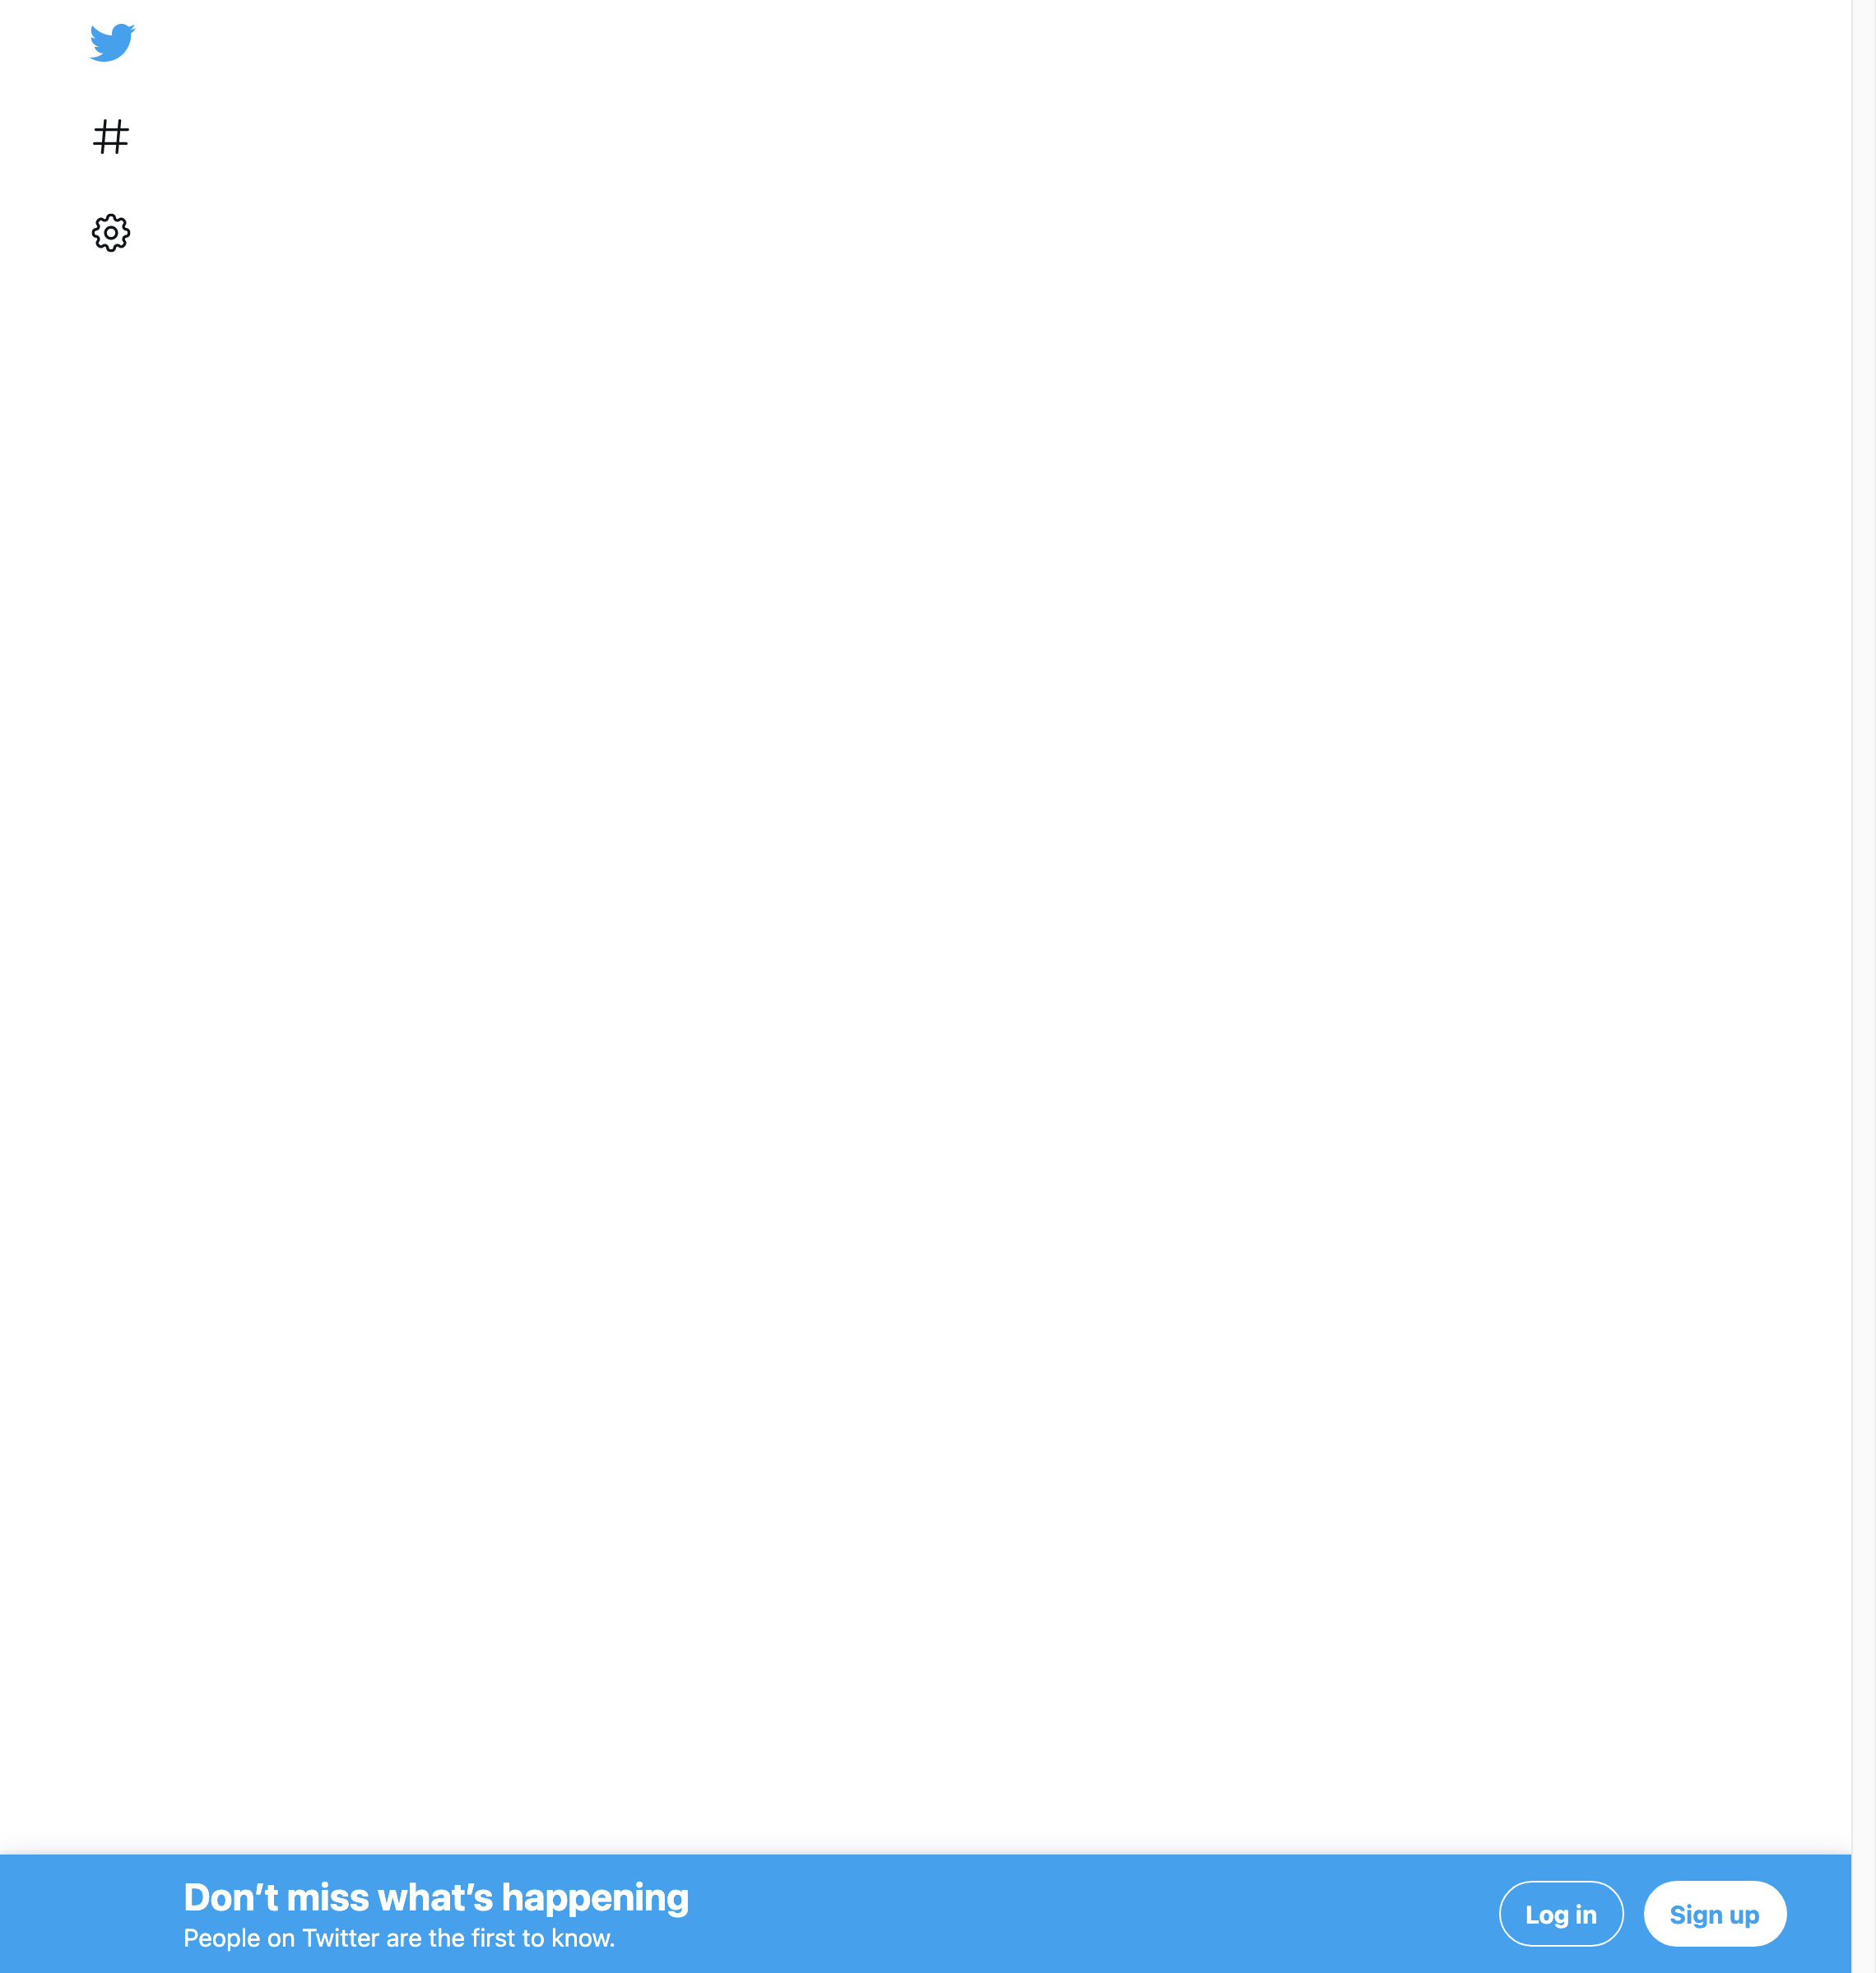 Don’t miss what’s happening
People on Twitter are the first to know.
Log in
Sign up